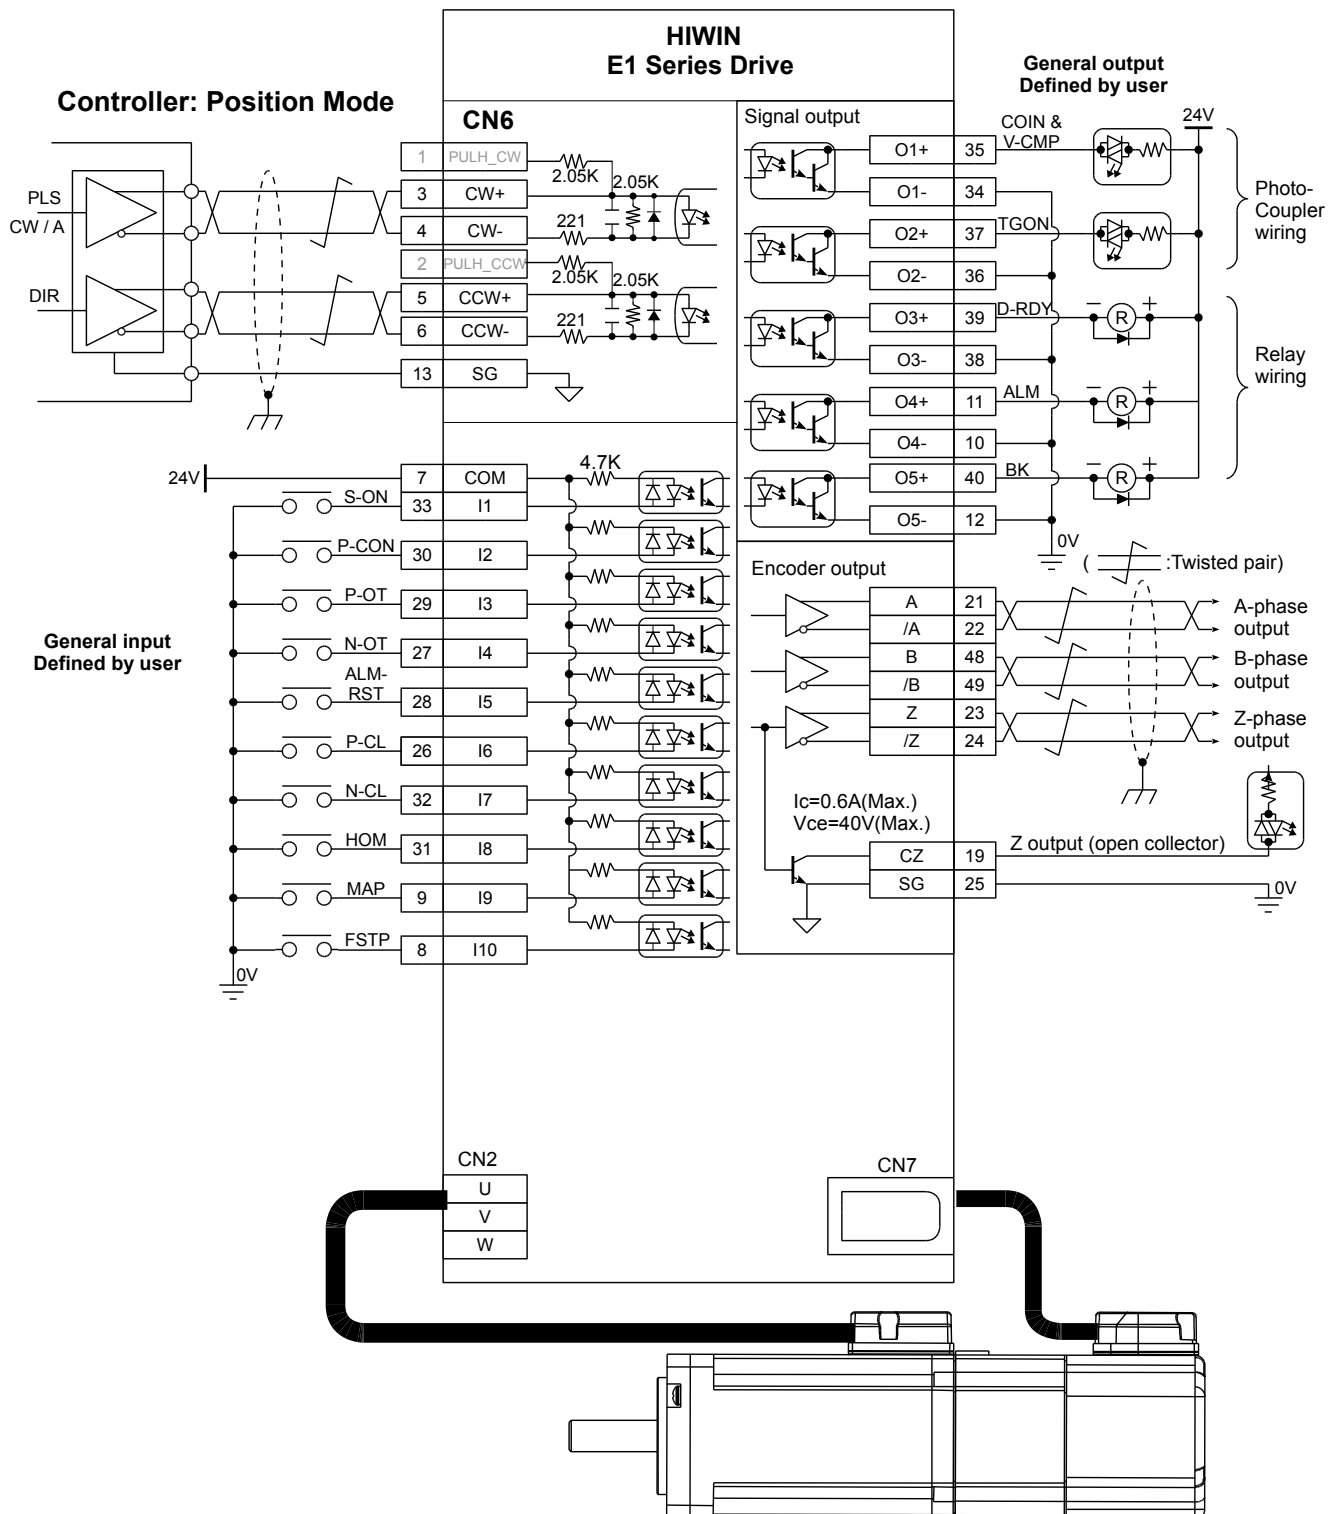 HIWIN
E1 Series Drive
General output
Defined by user
Controller: Position Mode
CN6
Signal output
COIN &
V-CMP
24V
1 PULH_CW
2.05K
2.05K
3 CW+
4 CW-
221
2 PULH_CCW
2.05K
2.05K
5 CCW+
6 CCW-
221
13 SG
PLS
CW / A
DIR
O1+ 35
O1- 34
O2+ 37 TGON
O2- 36
O3+ 39 D-RDY
O3- 38
O4+ 11 ALM
O4- 10
O5+ 40 BK
O5- 12
R
R
R
- +
- +
- +
Photo-
Coupler
wiring
Relay
wiring
0V
( :Twisted pair)
24V
7 COM
4.7K
S-ON 33 I1
P-CON 30 I2
P-OT 29 I3
N-OT 27 I4
ALM-
RST 28 I5
P-CL 26 I6
N-CL 32 I7
HOM 31 I8
MAP 9 I9
FSTP 8 I10
0V
General input
Defined by user
Encoder output
A 21
/A 22
B 48
/B 49
Z 23
/Z 24
A-phase
output
B-phase
output
Z-phase
output
Ic=0.6A(Max.)
Vce=40V(Max.)
CZ 19
SG 25
Z output (open collector)
0V
CN2
U
V
W
CN7